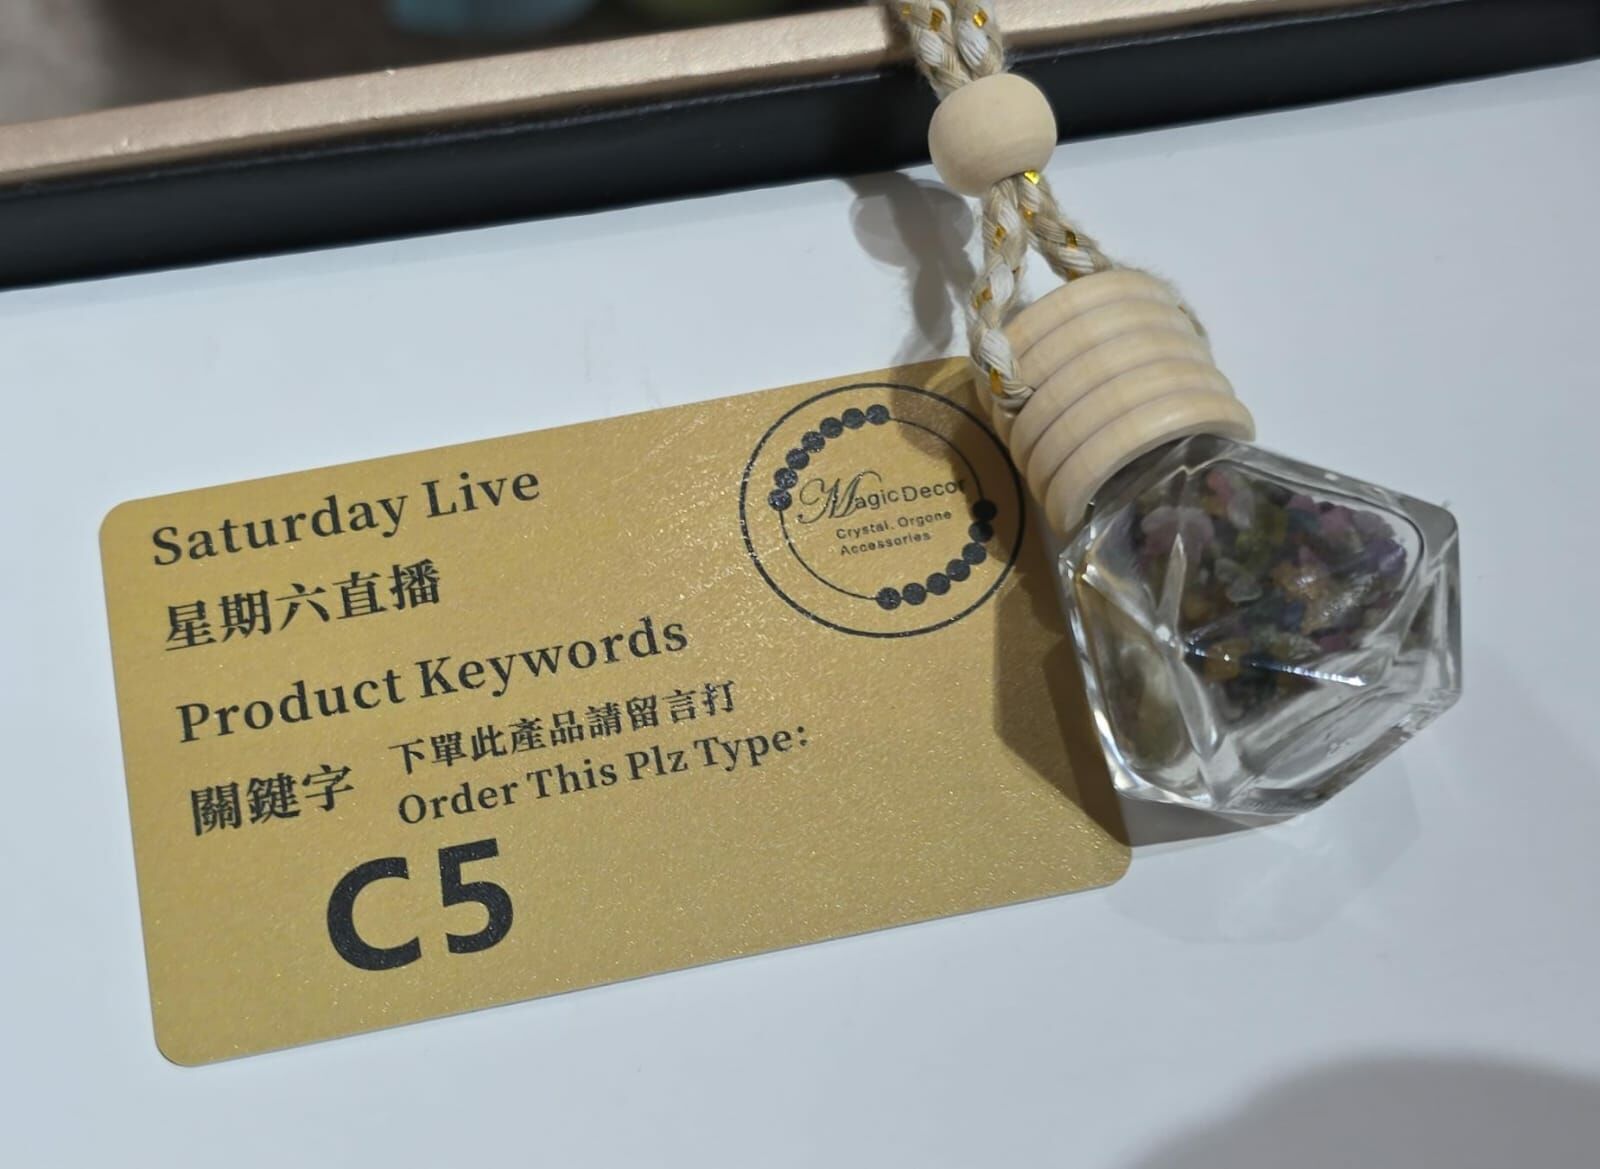 Saturday Live
星期六直播
Product Keywords
關鍵字
下單此產品請留言打
Order This Plz Type:
C5
Magic Decor
Crystal. Orgone
Accessories